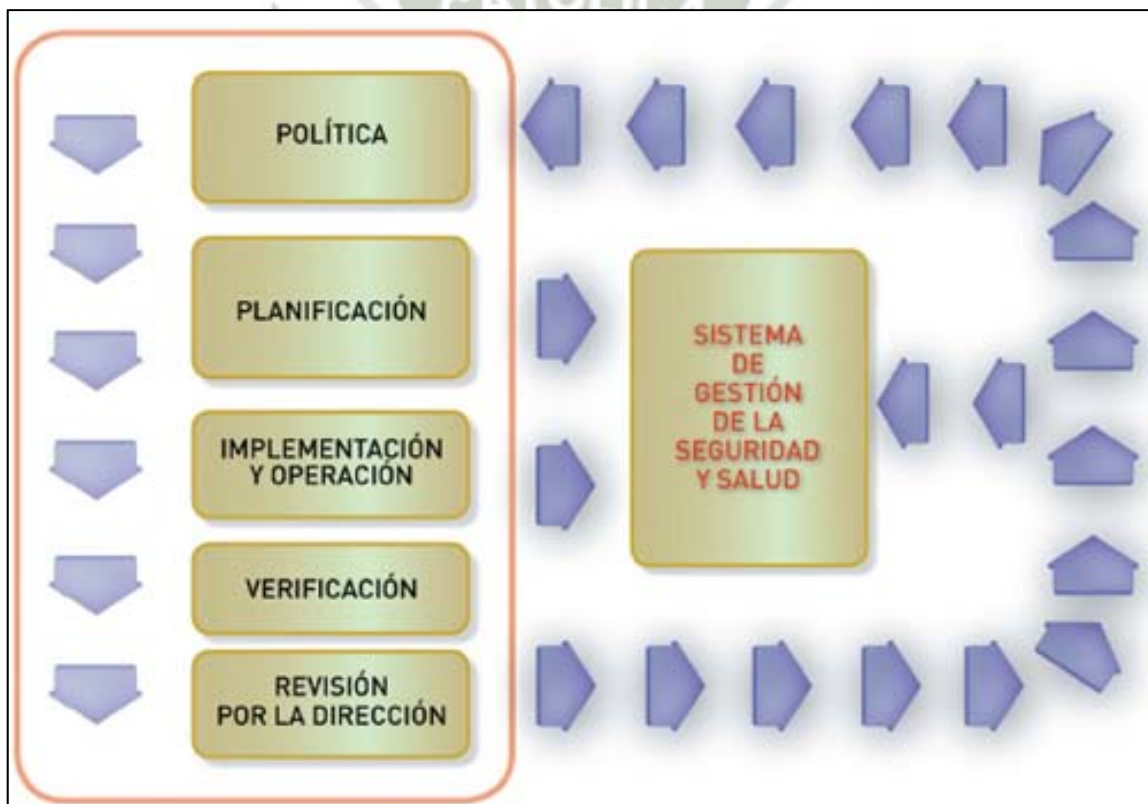 POLÍTICA
PLANIFICACIÓN
IMPLEMENTACIÓN
Y OPERACIÓN
VERIFICACIÓN
REVISIÓN
POR LA DIRECCIÓN
SISTEMA
DE
GESTIÓN
DE LA
SEGURIDAD
Y SALUD